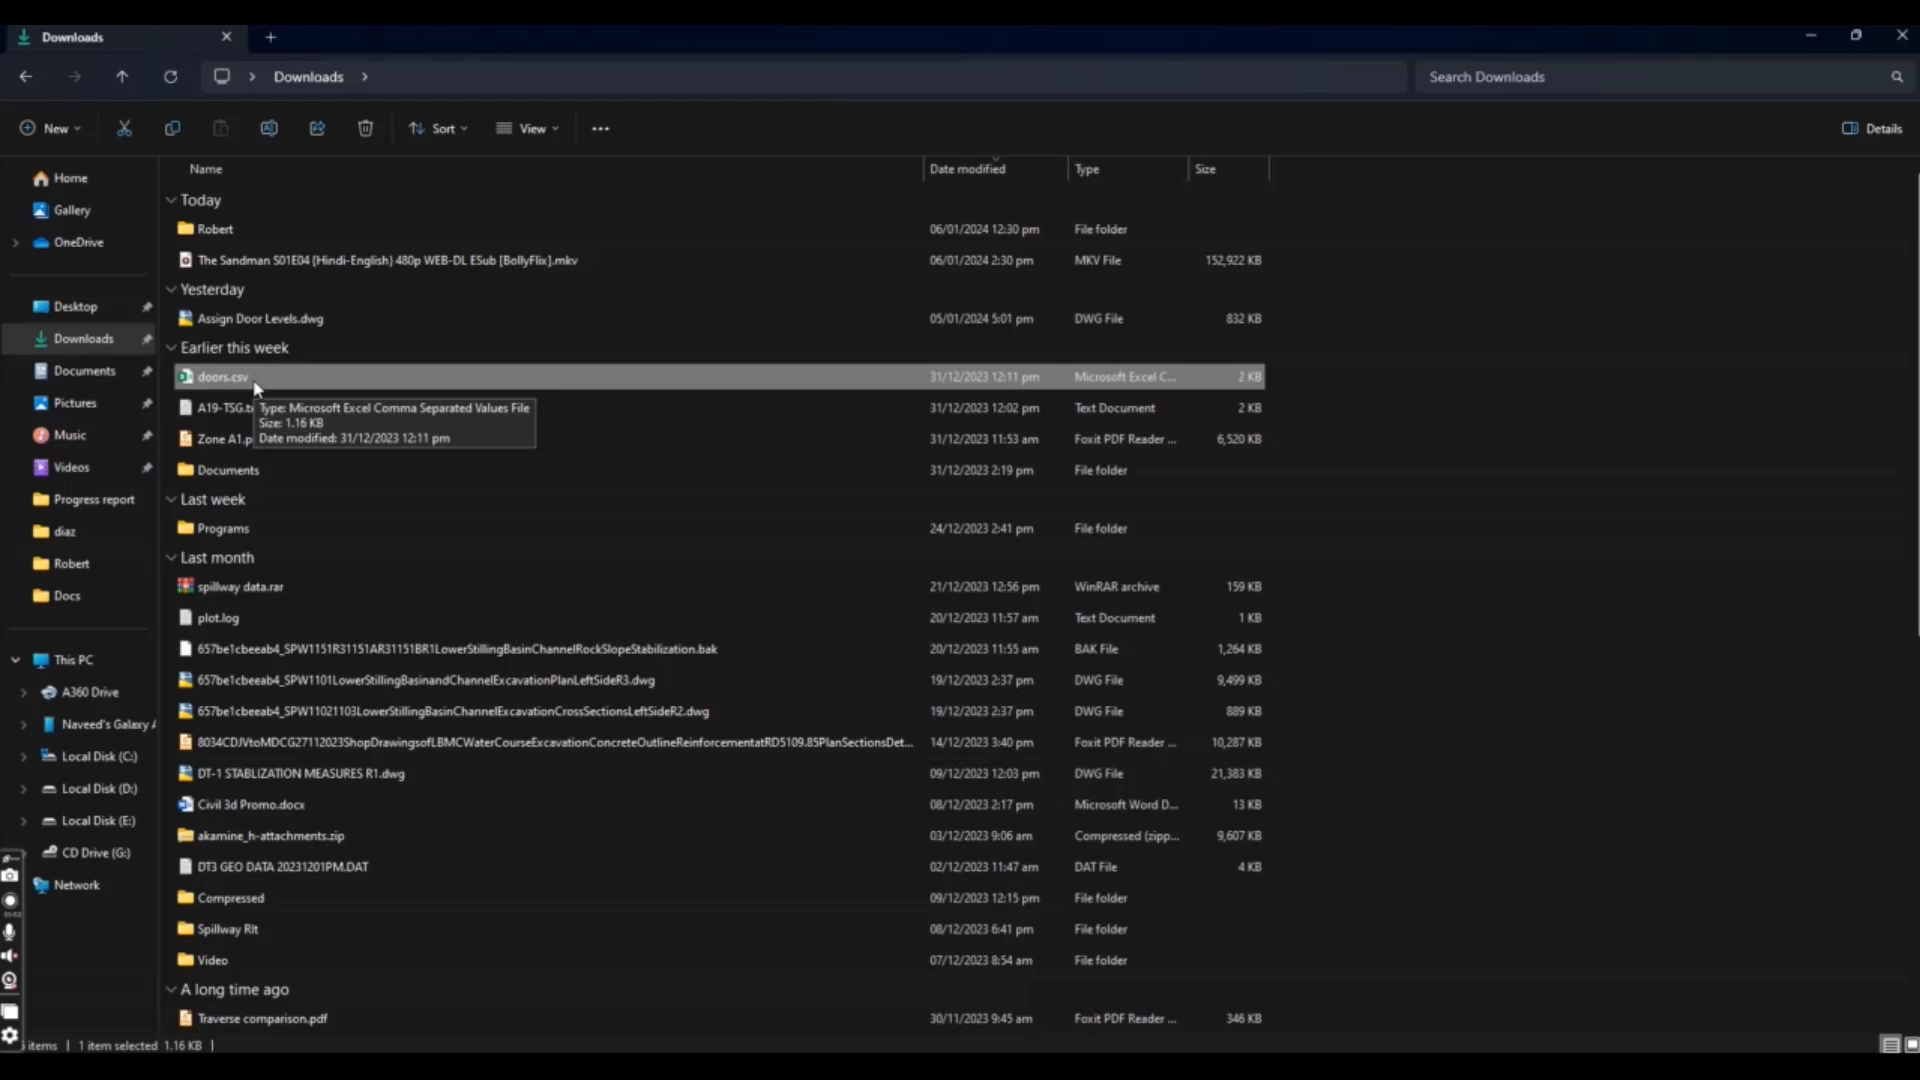 Downloads
Downloads
Search Downloads
New
Sort
View
Details
Name Date modified Type Size
Home
Gallery
OneDrive
Desktop
Downloads
Documents
Pictures
Music
Videos
Progress report
diaz
Robert
Docs
This PC
A360 Drive
Naveed's Galaxy
Local Disk (C:)
Local Disk (D:)
Local Disk (E:)
CD Drive (G:)
Network
Today
Robert 06/01/2024 12:30 pm File folder
The Sandman S01E04 {Hindi-English} 480p WEB-DL ESub [BollyFlix].mkv 06/01/2024 2:30 pm MKV File 152,922 KB
Yesterday
Assign Door Levels.dwg 05/01/2024 5:01 pm DWG File 832 KB
Earlier this week
doors.csv 31/12/2023 12:11 pm Microsoft Excel C... 2 KB
A19-TSG.t 31/12/2023 12:02 pm Text Document 2 KB
Zone A1.p 31/12/2023 11:53 am Foxit PDF Reader ... 6,520 KB
Type: Microsoft Excel Comma Separated Values File
Size: 1.16 KB
Date modified: 31/12/2023 12:11 pm
Documents 31/12/2023 2:19 pm File folder
Last week
Programs 24/12/2023 2:41 pm File folder
Last month
spillway data.rar 21/12/2023 12:56 pm WinRAR archive 159 KB
plot.log 20/12/2023 11:57 am Text Document 1 KB
657be1cbeeab4_SPW1151R31151AR31151BR1LowerStillingBasinChannelRockSlopeStabilization.bak 20/12/2023 11:55 am BAK File 1,264 KB
657be1cbeeab4_SPW1101LowerStillingBasinandChannelExcavationPlanLeftSideR3.dwg 19/12/2023 2:37 pm DWG File 9,499 KB
657be1cbeeab4_SPW11021103LowerStillingBasinChannelExcavationCrossSectionsLeftSideR2.dwg 19/12/2023 2:37 pm DWG File 889 KB
8034CDJVtoMDCG27112023ShopDrawingsofLBMCWaterCourseExcavationConcreteOutlineReinforcementatRD5109.85PlanSectionsDet... 14/12/2023 3:40 pm Foxit PDF Reader ... 10,287 KB
DT-1 STABLIZATION MEASURES R1.dwg 09/12/2023 12:03 pm DWG File 21,383 KB
Civil 3d Promo.docx 08/12/2023 2:17 pm Microsoft Word D... 13 KB
akamine_h-attachments.zip 03/12/2023 9:06 am Compressed (zipp... 9,607 KB
DT3 GEO DATA 20231201PM.DAT 02/12/2023 11:47 am DAT File 4 KB
Compressed 09/12/2023 12:15 pm File folder
Spillway Rlt 08/12/2023 6:41 pm File folder
Video 07/12/2023 8:54 am File folder
A long time ago
Traverse comparison.pdf 30/11/2023 9:45 am Foxit PDF Reader ... 346 KB
items | 1 item selected 1.16 KB |